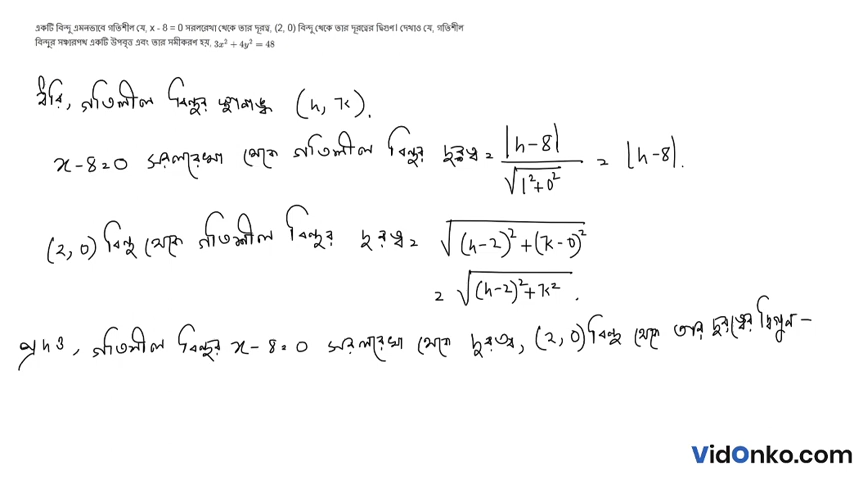 একটি বিন্দু এমনভাবে গতিশীল যে, x - 8 = 0 সরলরেখা থেকে তার দূরত্ব, (2, 0) বিন্দু থেকে তার দূরত্বের দ্বিগুণ। দেখাও যে, গতিশীল
বিন্দুর সঞ্চারপথ একটি উপবৃত্ত এবং তার সমীকরণ হয়, 3x² + 4y² = 48
ধরি, গতিশীল বিন্দুর স্থানাঙ্ক (h, k).
x-8=0 সরলরেখা থেকে গতিশীল বিন্দুর দূরত্ব = |h-8| / √(1²+0²) = |h-8|.
(2,0) বিন্দু থেকে গতিশীল বিন্দুর দূরত্ব = √((h-2)²+(k-0)²)
= √((h-2)²+k²).
প্রদত্ত, গতিশীল বিন্দুর x-8=0 সরলরেখা থেকে দূরত্ব, (2,0) বিন্দু থেকে তার দূরত্বের দ্বিগুন–
VidOnko.com